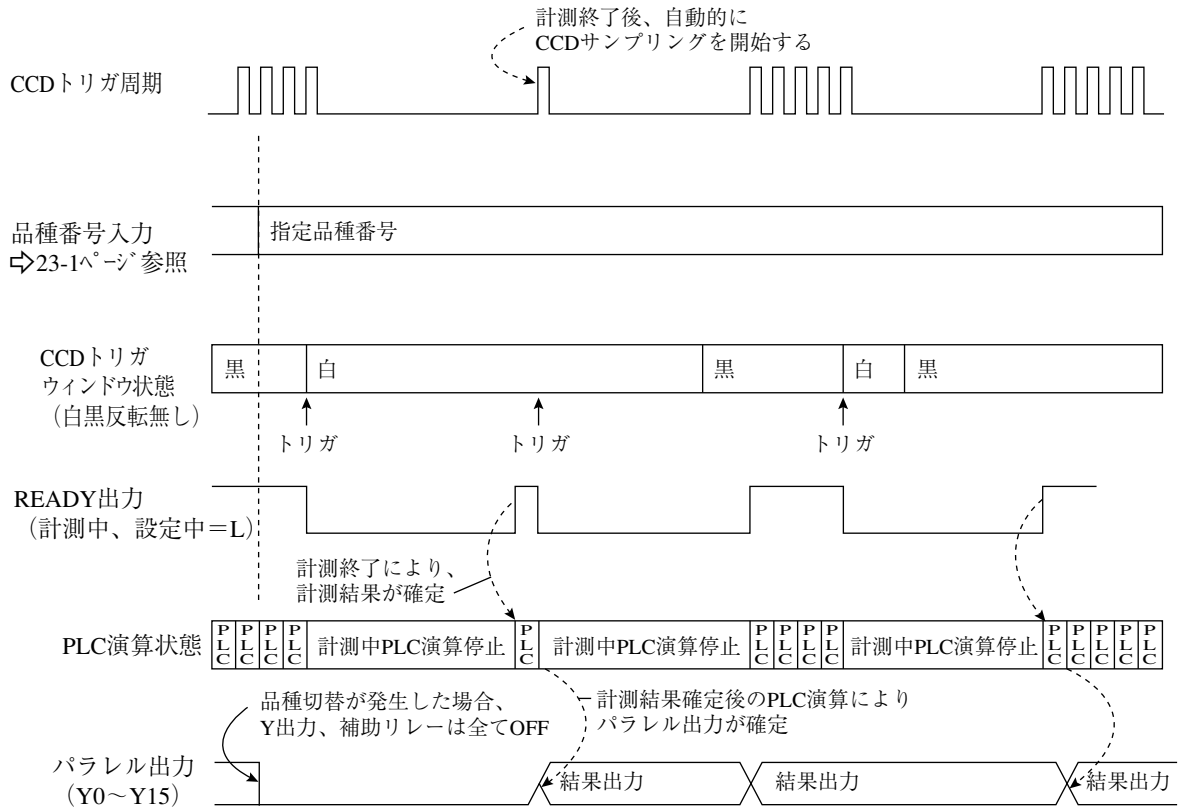 計測終了後、自動的に
CCDサンプリングを開始する
CCDトリガ周期
品種番号入力
⇨23-1ページ参照
指定品種番号
CCDトリガ
ウィンドウ状態
（白黒反転無し）
黒 白 黒 白 黒
トリガ トリガ トリガ
READY出力
（計測中、設定中＝L）
計測終了により、
計測結果が確定
PLC演算状態
PLC PLC PLC PLC 計測中PLC演算停止 PLC 計測中PLC演算停止 PLC PLC PLC PLC 計測中PLC演算停止 PLC PLC PLC PLC PLC
品種切替が発生した場合、
Y出力、補助リレーは全てOFF
計測結果確定後のPLC演算により
パラレル出力が確定
パラレル出力
（Y0〜Y15）
結果出力 結果出力 結果出力